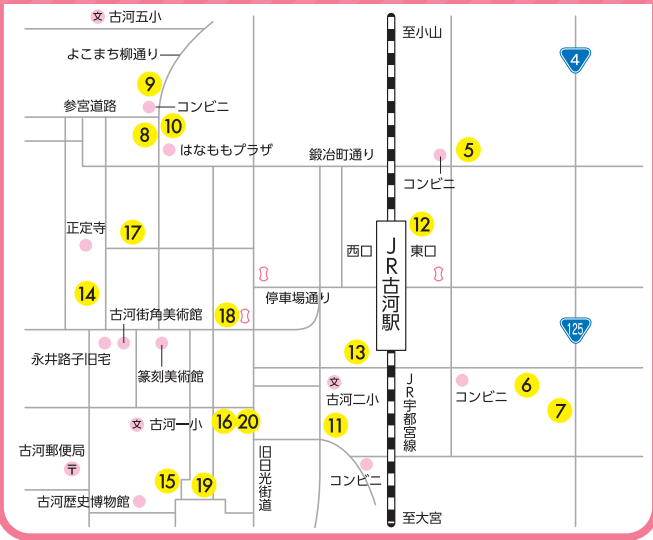 文 古河五小
至小山
よこまち柳通り
4
9
参宮道路
コンビニ
10
8
はなももプラザ
鍛冶町通り
5
コンビニ
12
正定寺
17
西口
JR古河駅
東口
14
停車場通り
古河街角美術館
18
125
永井路子旧宅
篆刻美術館
13
文
古河二小
JR宇都宮線
コンビニ
6
7
文 古河一小
16
20
11
古河郵便局
〒
旧日光街道
コンビニ
15
19
古河歴史博物館
至大宮